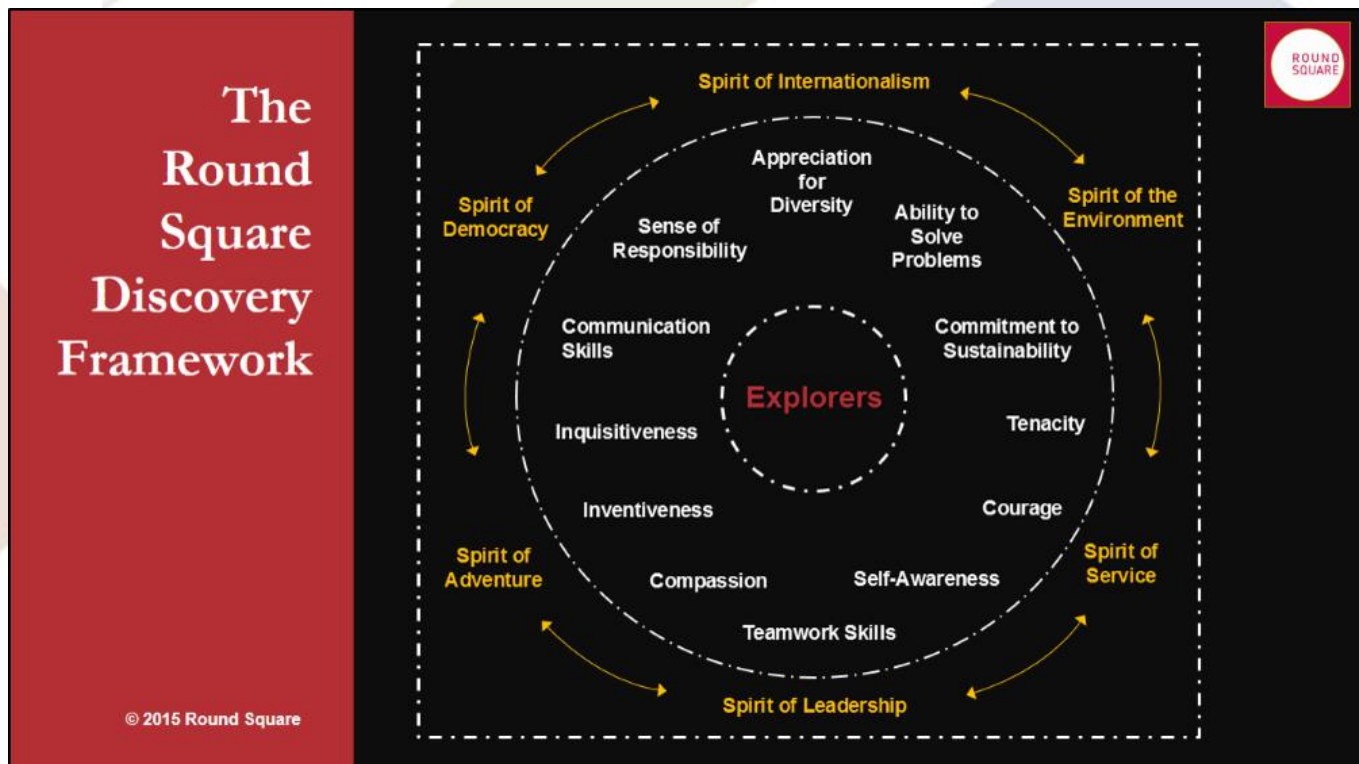 The
Round
Square
Discovery
Framework
© 2015 Round Square
ROUND
SQUARE
Spirit of Internationalism
Spirit of
Democracy
Spirit of the
Environment
Appreciation
for
Diversity
Sense of
Responsibility
Ability to
Solve
Problems
Communication
Skills
Commitment to
Sustainability
Explorers
Inquisitiveness
Tenacity
Inventiveness
Courage
Spirit of
Adventure
Spirit of
Service
Compassion
Self-Awareness
Teamwork Skills
Spirit of Leadership